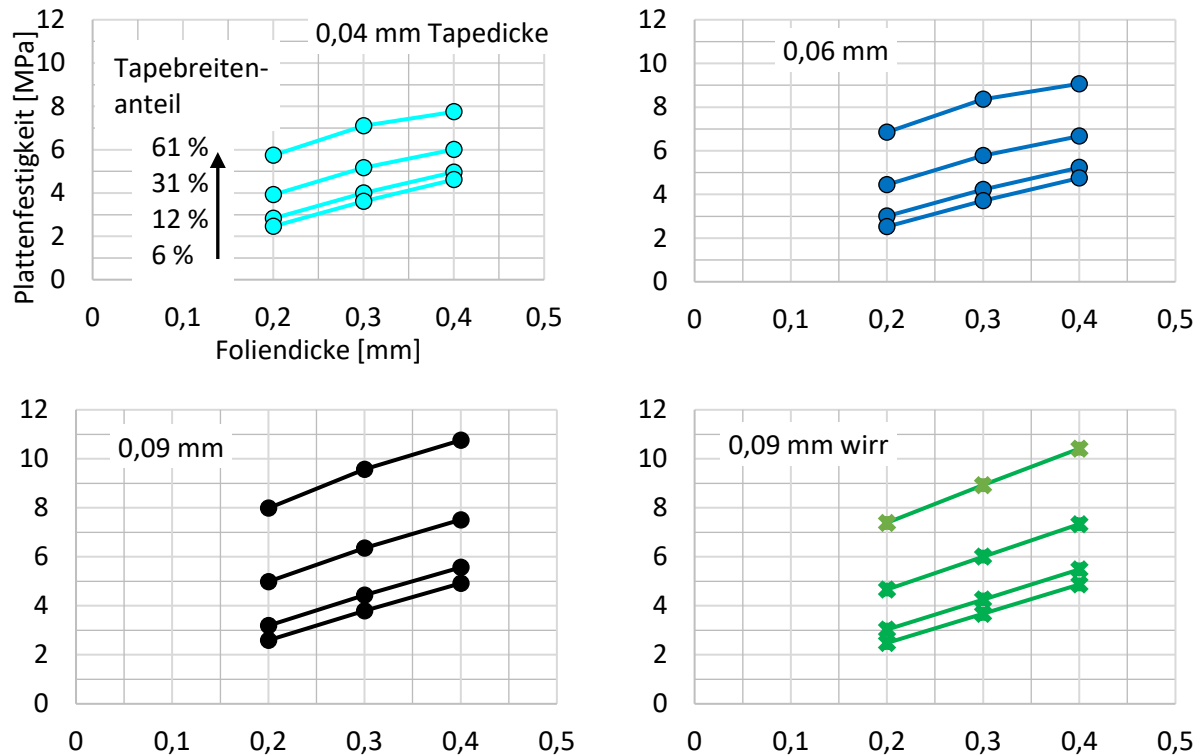 Plattenfestigkeit [MPa]
12
10
8
6
4
2
0
0,04 mm Tapedicke
Tapebreiten-
anteil
61 %
31 %
12 %
6 %
0 0,1 0,2 0,3 0,4 0,5
Foliendicke [mm]
12
10
8
6
4
2
0
0,06 mm
0 0,1 0,2 0,3 0,4 0,5
12
10
8
6
4
2
0
0,09 mm
0 0,1 0,2 0,3 0,4 0,5
12
10
8
6
4
2
0
0,09 mm wirr
0 0,1 0,2 0,3 0,4 0,5